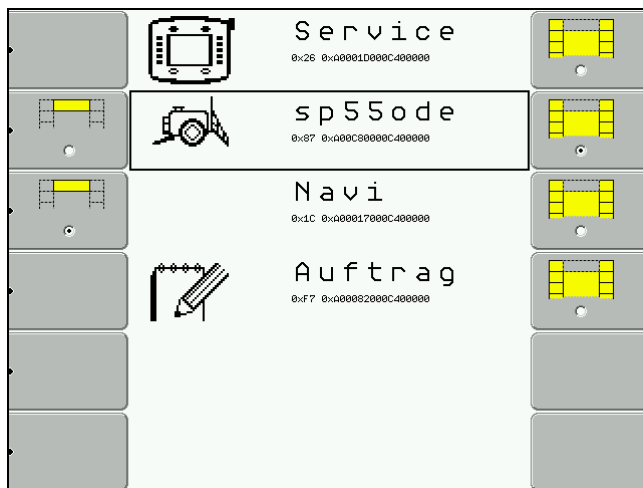 Service
0x26 0xA0001D000C400000
sp55ode
0x87 0xA00C80000C400000
Navi
0x1C 0xA00017000C400000
Auftrag
0xF7 0xA00082000C400000